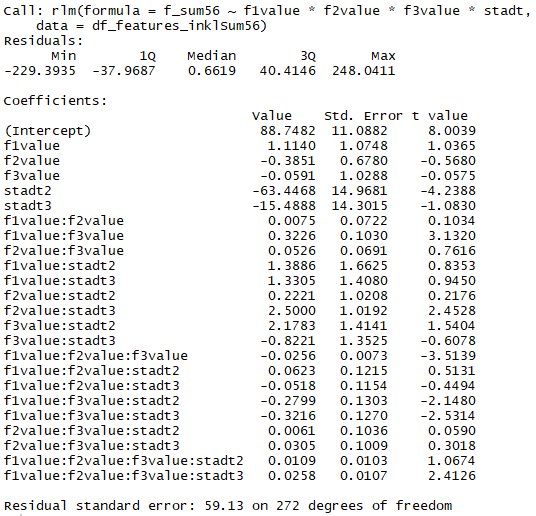 Call: rlm(formula = f_sum56 ~ f1value * f2value * f3value * stadt,
data = df_features_inklSum56)
Residuals:
Min 1Q Median 3Q Max
-229.3935 -37.9687 0.6619 40.4146 248.0411
Coefficients:
Value Std. Error t value
(Intercept) 88.7482 11.0882 8.0039
f1value 1.1140 1.0748 1.0365
f2value -0.3851 0.6780 -0.5680
f3value -0.0591 1.0288 -0.0575
stadt2 -63.4468 14.9681 -4.2388
stadt3 -15.4888 14.3015 -1.0830
f1value:f2value 0.0075 0.0722 0.1034
f1value:f3value 0.3226 0.1030 3.1320
f2value:f3value 0.0526 0.0691 0.7616
f1value:stadt2 1.3886 1.6625 0.8353
f1value:stadt3 1.3305 1.4080 0.9450
f2value:stadt2 0.2221 1.0208 0.2176
f2value:stadt3 2.5000 1.0192 2.4528
f3value:stadt2 2.1783 1.4141 1.5404
f3value:stadt3 -0.8221 1.3525 -0.6078
f1value:f2value:f3value -0.0256 0.0073 -3.5139
f1value:f2value:stadt2 0.0623 0.1215 0.5131
f1value:f2value:stadt3 -0.0518 0.1154 -0.4494
f1value:f3value:stadt2 -0.2799 0.1303 -2.1480
f1value:f3value:stadt3 -0.3216 0.1270 -2.5314
f2value:f3value:stadt2 0.0061 0.1036 0.0590
f2value:f3value:stadt3 0.0305 0.1009 0.3018
f1value:f2value:f3value:stadt2 0.0109 0.0103 1.0674
f1value:f2value:f3value:stadt3 0.0258 0.0107 2.4126
Residual standard error: 59.13 on 272 degrees of freedom